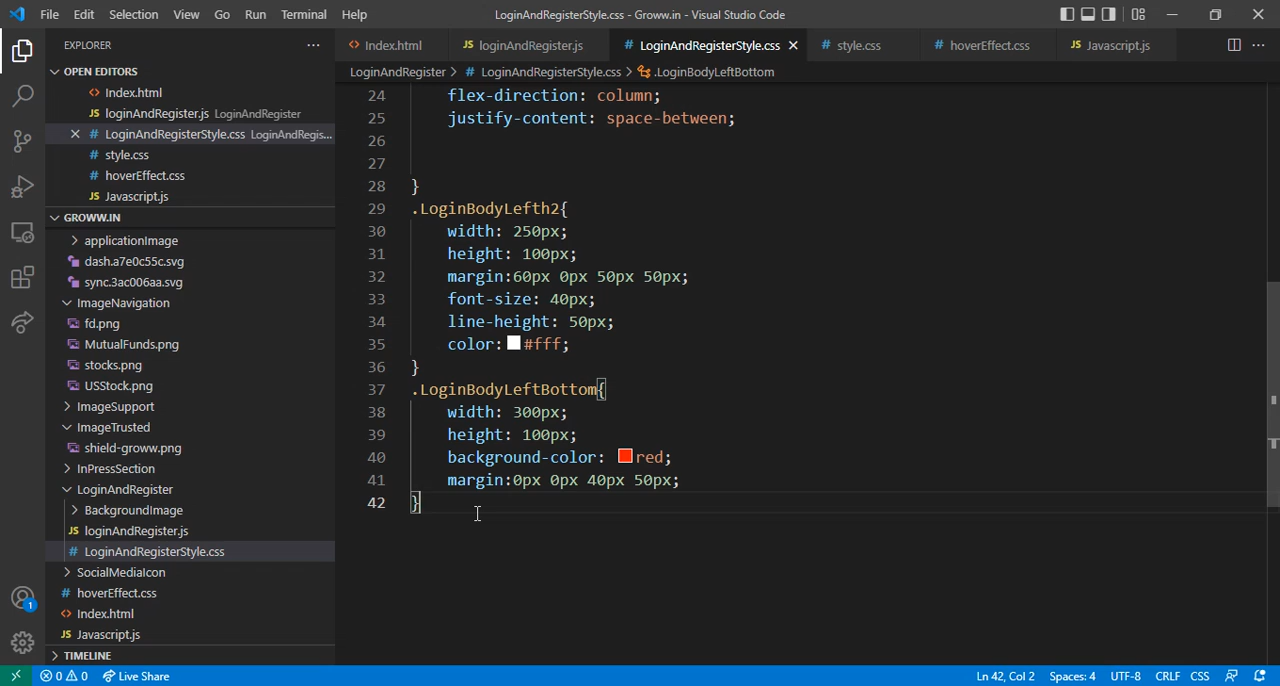 File Edit Selection View Go Run Terminal Help LoginAndRegisterStyle.css - Groww.in - Visual Studio Code
EXPLORER ···
Index.html loginAndRegister.js LoginAndRegisterStyle.css style.css hoverEffect.css Javascript.js
LoginAndRegister > LoginAndRegisterStyle.css > .LoginBodyLeftBottom
OPEN EDITORS
Index.html
loginAndRegister.js LoginAndRegister
LoginAndRegisterStyle.css LoginAndRegis...
style.css
hoverEffect.css
Javascript.js
GROWW.IN
applicationImage
dash.a7e0c55c.svg
sync.3ac006aa.svg
ImageNavigation
fd.png
MutualFunds.png
stocks.png
USStock.png
ImageSupport
ImageTrusted
shield-groww.png
InPressSection
LoginAndRegister
BackgroundImage
loginAndRegister.js
LoginAndRegisterStyle.css
SocialMediaIcon
hoverEffect.css
Index.html
Javascript.js
TIMELINE
24 flex-direction: column;
25 justify-content: space-between;
26
27
28 }
29 .LoginBodyLefth2{
30 width: 250px;
31 height: 100px;
32 margin:60px 0px 50px 50px;
33 font-size: 40px;
34 line-height: 50px;
35 color: #fff;
36 }
37 .LoginBodyLeftBottom{
38 width: 300px;
39 height: 100px;
40 background-color: red;
41 margin:0px 0px 40px 50px;
42 }
1
0 0 Live Share Ln 42, Col 2 Spaces: 4 UTF-8 CRLF CSS